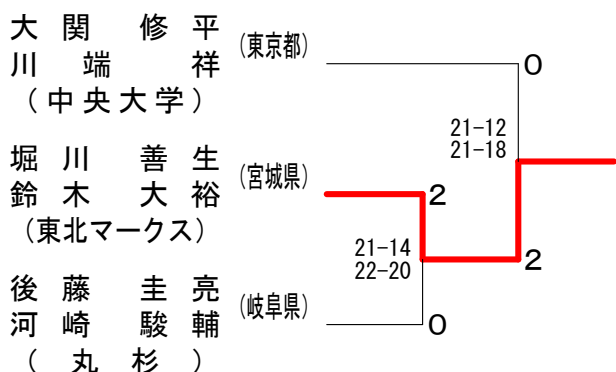 大関 修平
川端 祥
(中央大学)
(東京都)
0
21-12
21-18
堀川 善生
鈴木 大裕
(東北マークス)
(宮城県)
2
21-14
22-20
2
後藤 圭亮
河崎 駿輔
(丸杉)
(岐阜県)
0